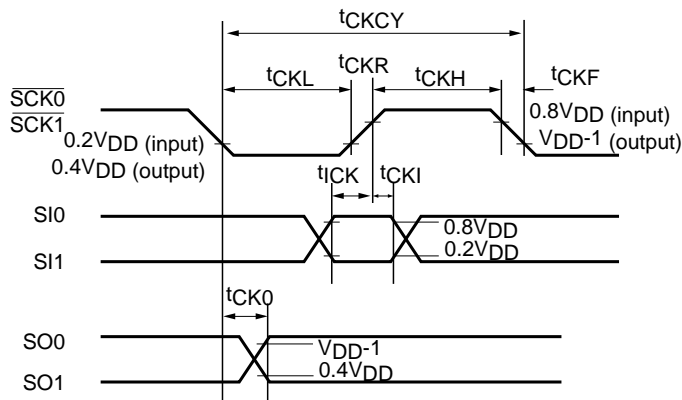 tCKCY
tCKL
tCKR
tCKH
tCKF
SCK0
SCK1
0.2VDD (input)
0.4VDD (output)
0.8VDD (input)
VDD-1 (output)
tICK
tCKI
SI0
SI1
0.8VDD
0.2VDD
tCK0
SO0
SO1
VDD-1
0.4VDD